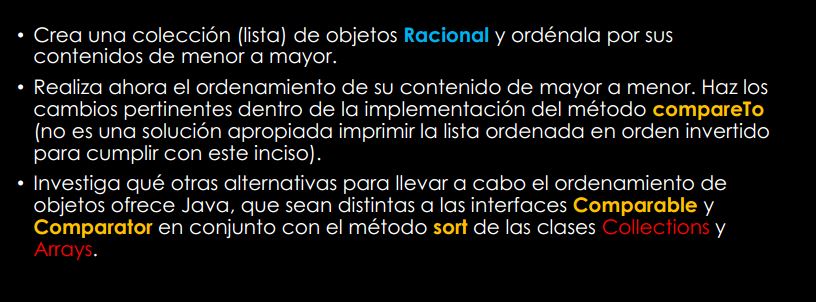 • Crea una colección (lista) de objetos Racional y ordénala por sus
contenidos de menor a mayor.
• Realiza ahora el ordenamiento de su contenido de mayor a menor. Haz los
cambios pertinentes dentro de la implementación del método compareTo
(no es una solución apropiada imprimir la lista ordenada en orden invertido
para cumplir con este inciso).
• Investiga qué otras alternativas para llevar a cabo el ordenamiento de
objetos ofrece Java, que sean distintas a las interfaces Comparable y
Comparator en conjunto con el método sort de las clases Collections y
Arrays.